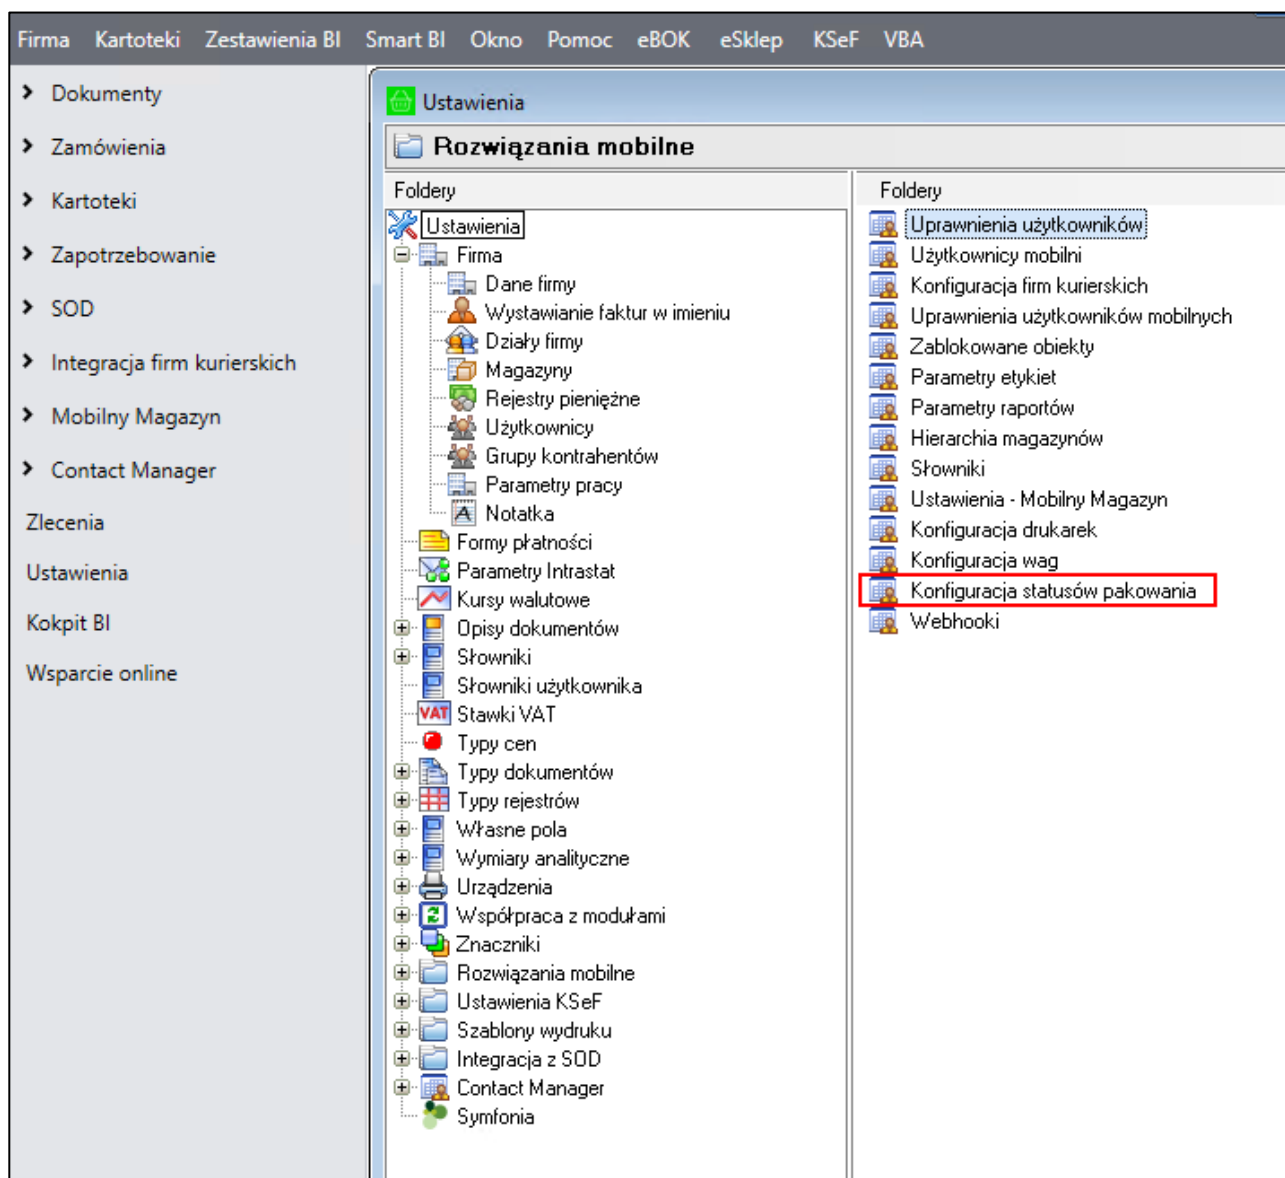 Firma Kartoteki Zestawienia BI Smart BI Okno Pomoc eBOK eSklep KSeF VBA
Dokumenty
Zamówienia
Kartoteki
Zapotrzebowanie
SOD
Integracja firm kurierskich
Mobilny Magazyn
Contact Manager
Zlecenia
Ustawienia
Kokpit BI
Wsparcie online
Ustawienia
Rozwiązania mobilne
Foldery
Ustawienia
Firma
Dane firmy
Wystawianie faktur w imieniu
Działy firmy
Magazyny
Rejestry pieniężne
Użytkownicy
Grupy kontrahentów
Parametry pracy
Notatka
Formy płatności
Parametry Intrastat
Kursy walutowe
Opisy dokumentów
Słowniki
Słowniki użytkownika
VAT Stawki VAT
Typy cen
Typy dokumentów
Typy rejestrów
Własne pola
Wymiary analityczne
Urządzenia
Współpraca z modułami
Znaczniki
Rozwiązania mobilne
Ustawienia KSeF
Szablony wydruku
Integracja z SOD
Contact Manager
Symfonia
Foldery
Uprawnienia użytkowników
Użytkownicy mobilni
Konfiguracja firm kurierskich
Uprawnienia użytkowników mobilnych
Zablokowane obiekty
Parametry etykiet
Parametry raportów
Hierarchia magazynów
Słowniki
Ustawienia - Mobilny Magazyn
Konfiguracja drukarek
Konfiguracja wag
Konfiguracja statusów pakowania
Webhooki